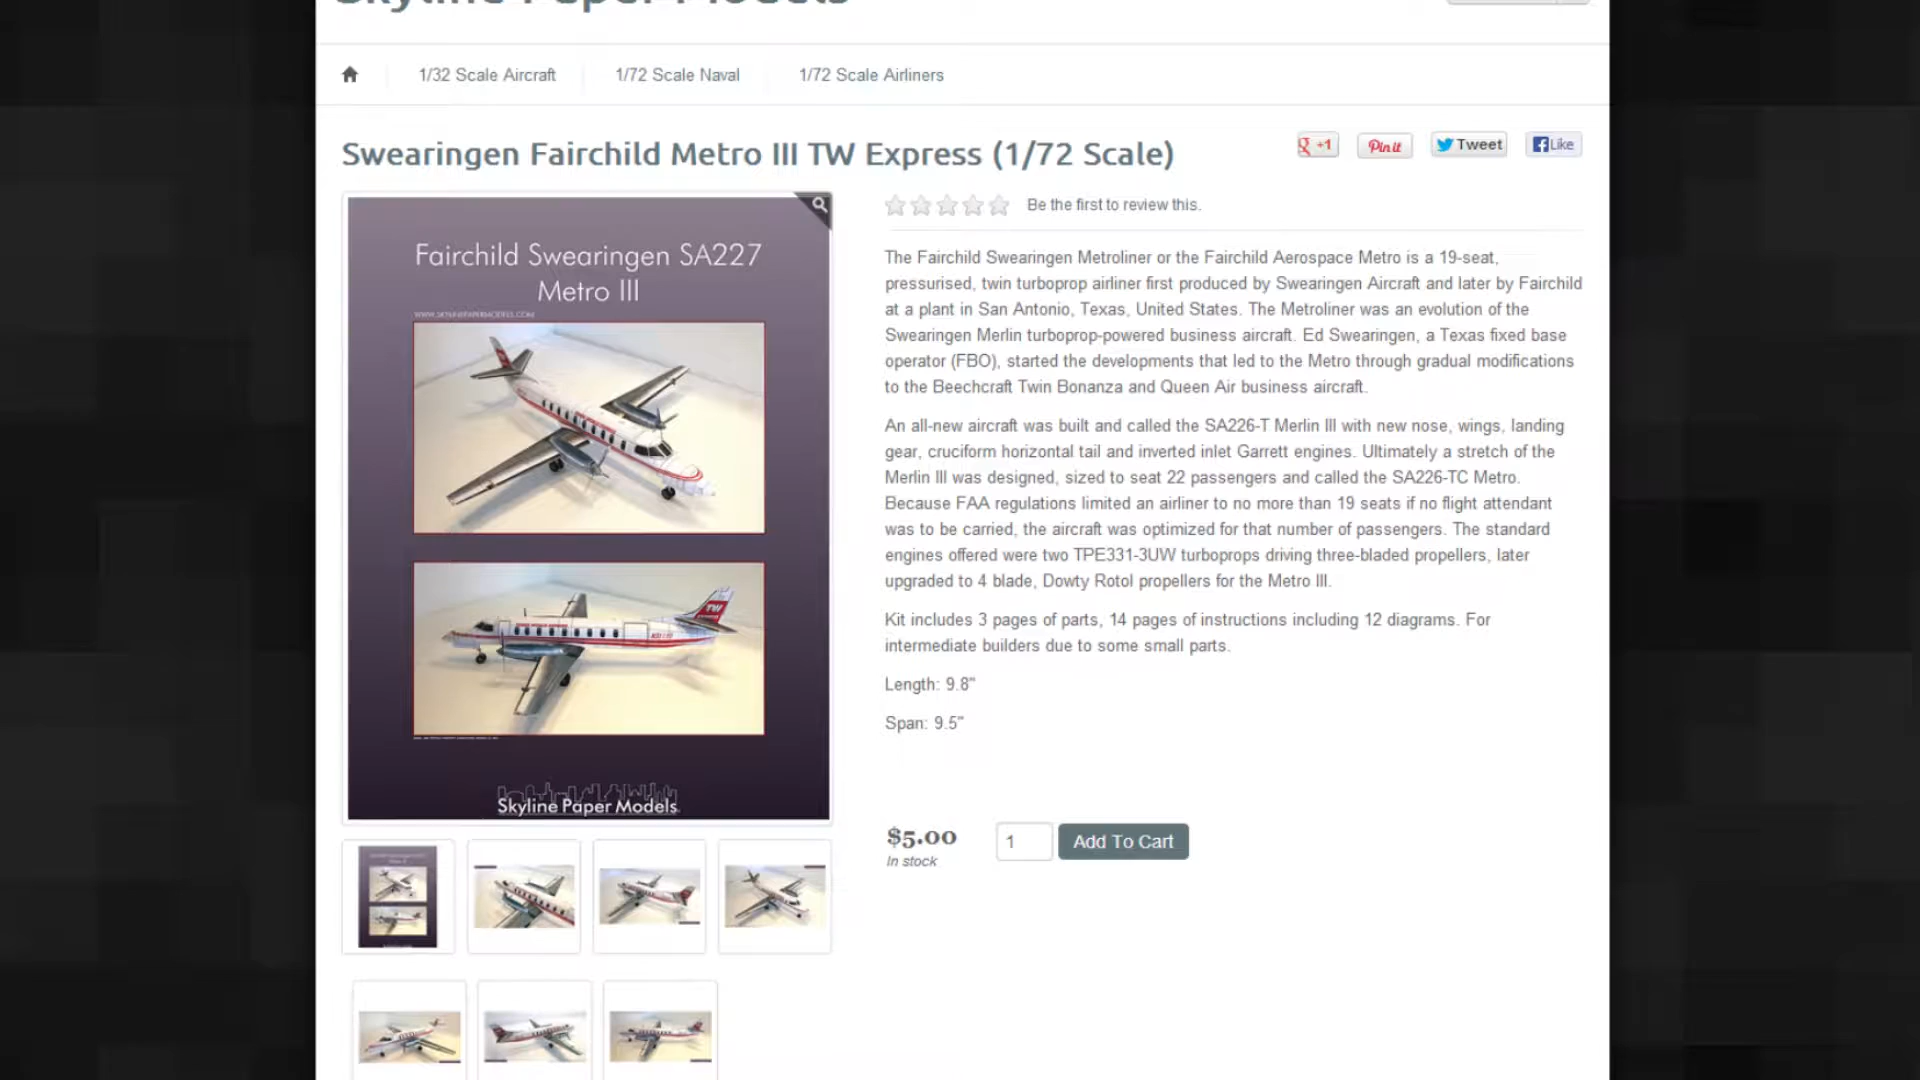 Skyline Paper Models
1/32 Scale Aircraft
1/72 Scale Naval
1/72 Scale Airliners
Swearingen Fairchild Metro III TW Express (1/72 Scale)
+1
Pin it
Tweet
Like
Fairchild Swearingen SA227
Metro III
WWW.SKYLINEPAPERMODELS.COM
TW
Skyline Paper Models
Be the first to review this.
The Fairchild Swearingen Metroliner or the Fairchild Aerospace Metro is a 19-seat,
pressurised, twin turboprop airliner first produced by Swearingen Aircraft and later by Fairchild
at a plant in San Antonio, Texas, United States. The Metroliner was an evolution of the
Swearingen Merlin turboprop-powered business aircraft. Ed Swearingen, a Texas fixed base
operator (FBO), started the developments that led to the Metro through gradual modifications
to the Beechcraft Twin Bonanza and Queen Air business aircraft.
An all-new aircraft was built and called the SA226-T Merlin III with new nose, wings, landing
gear, cruciform horizontal tail and inverted inlet Garrett engines. Ultimately a stretch of the
Merlin III was designed, sized to seat 22 passengers and called the SA226-TC Metro.
Because FAA regulations limited an airliner to no more than 19 seats if no flight attendant
was to be carried, the aircraft was optimized for that number of passengers. The standard
engines offered were two TPE331-3UW turboprops driving three-bladed propellers, later
upgraded to 4 blade, Dowty Rotol propellers for the Metro III.
Kit includes 3 pages of parts, 14 pages of instructions including 12 diagrams. For
intermediate builders due to some small parts.
Length: 9.8"
Span: 9.5"
$5.00
In stock
1
Add To Cart